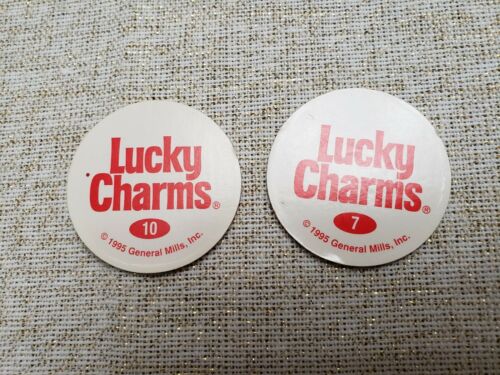 Lucky
Charms®
10
© 1995 General Mills, Inc.
Lucky
Charms®
7
© 1995 General Mills, Inc.